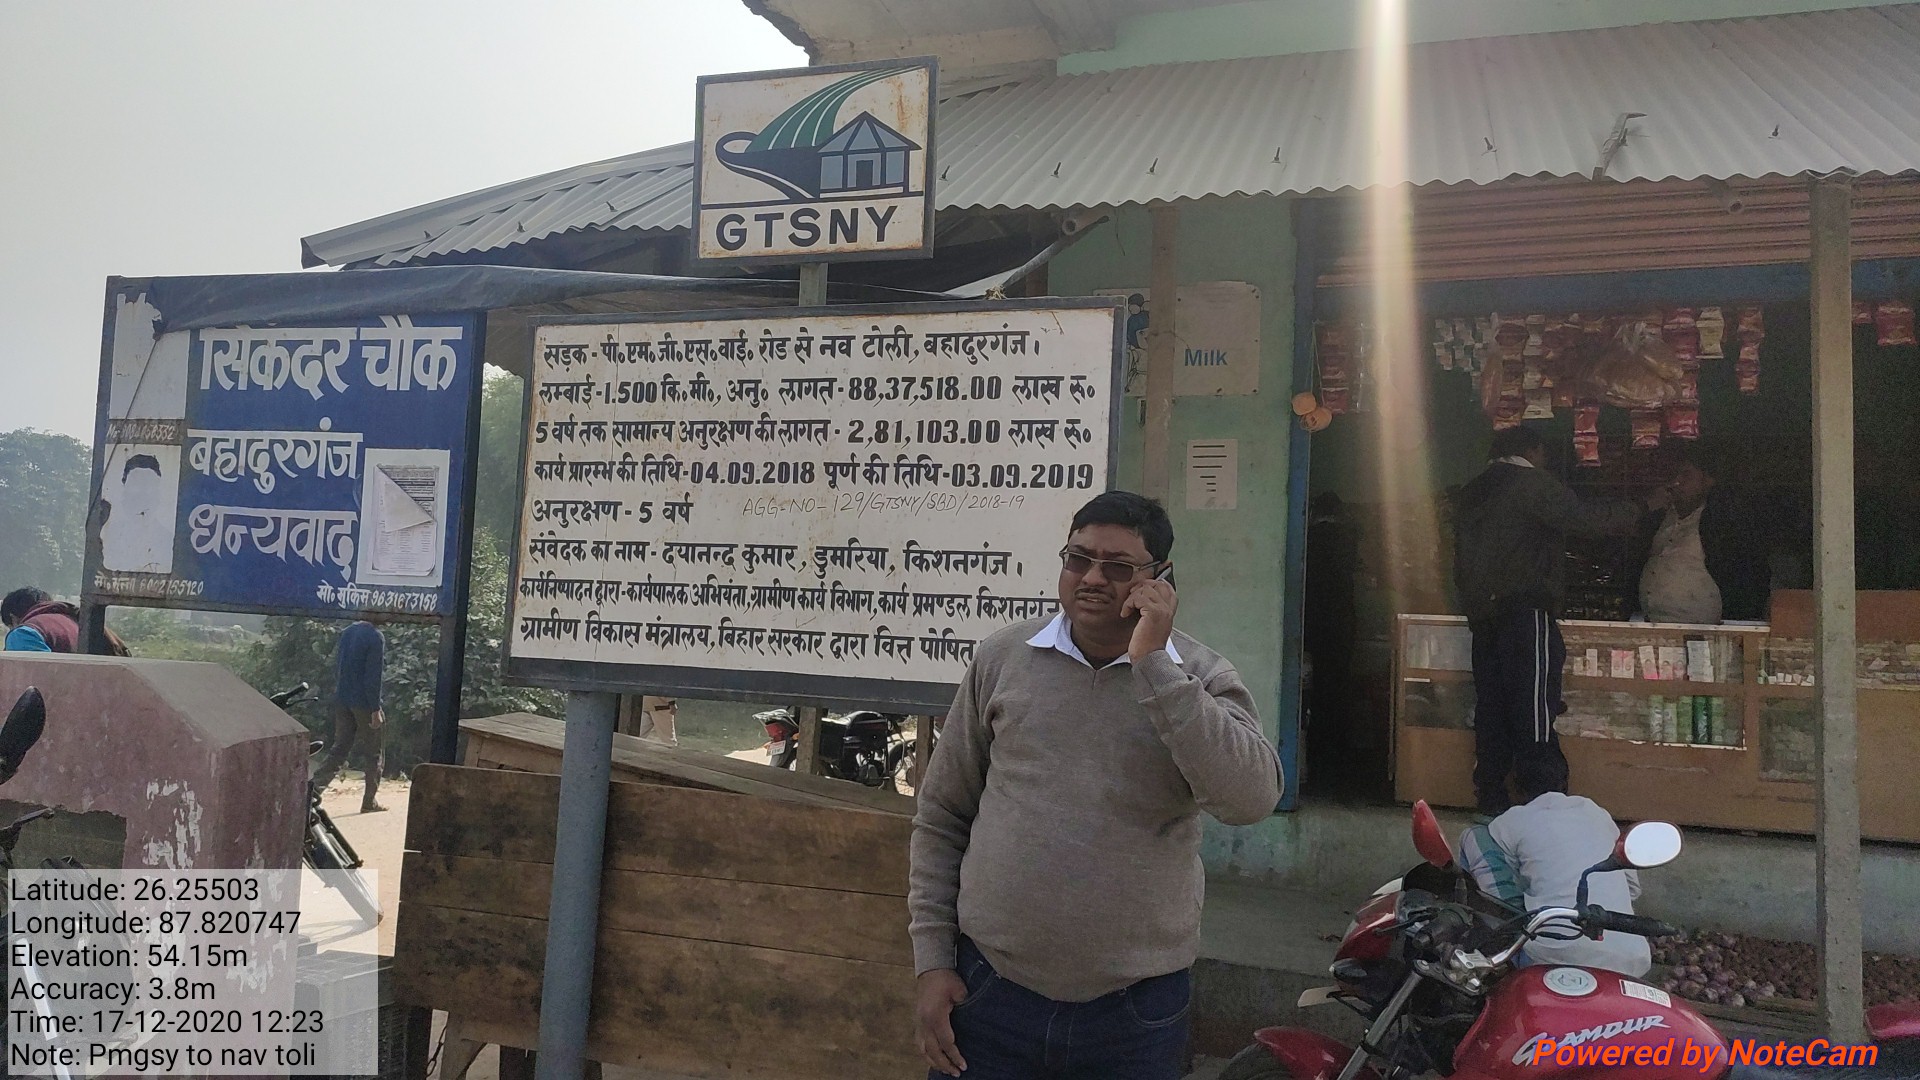 GTSNY
सड़क - पी॰एम॰जी॰एस॰वाई॰ रोड से नव टोली, बहादुरगंज।
लम्बाई-1.500 कि॰मी॰, अनु॰ लागत-88,37,518.00 लाख रू॰
5 वर्ष तक सामान्य अनुरक्षण की लागत - 2,81,103.00 लाख रू॰
कार्य प्रारम्भ की तिथि-04.09.2018 पूर्ण की तिथि-03.09.2019
अनुरक्षण - 5 वर्ष AGG-NO-129/GTSNY/SBD/2018-19
संवेदक का नाम - दयानन्द कुमार, डुमरिया, किशनगंज।
कार्यनिष्पादन द्वारा-कार्यपालक अभियंता,ग्रामीण कार्य विभाग,कार्य प्रमण्डल किशनगंज
ग्रामीण विकास मंत्रालय, बिहार सरकार द्वारा वित्त पोषित
सिकंदर चौक
बहादुरगंज
धन्यवाद
मो॰मुकिम 9631673158
Milk
GLAMOUR
Latitude: 26.25503
Longitude: 87.820747
Elevation: 54.15m
Accuracy: 3.8m
Time: 17-12-2020 12:23
Note: Pmgsy to nav toli
Powered by NoteCam